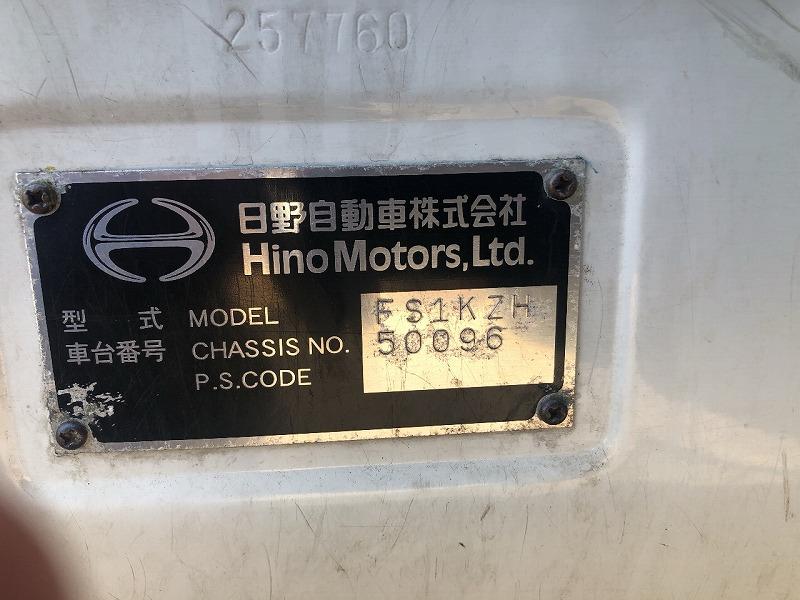 257760
日野自動車株式会社
Hino Motors, Ltd.
型 式 MODEL FS1KZH
車台番号 CHASSIS NO. 50096
P.S.CODE